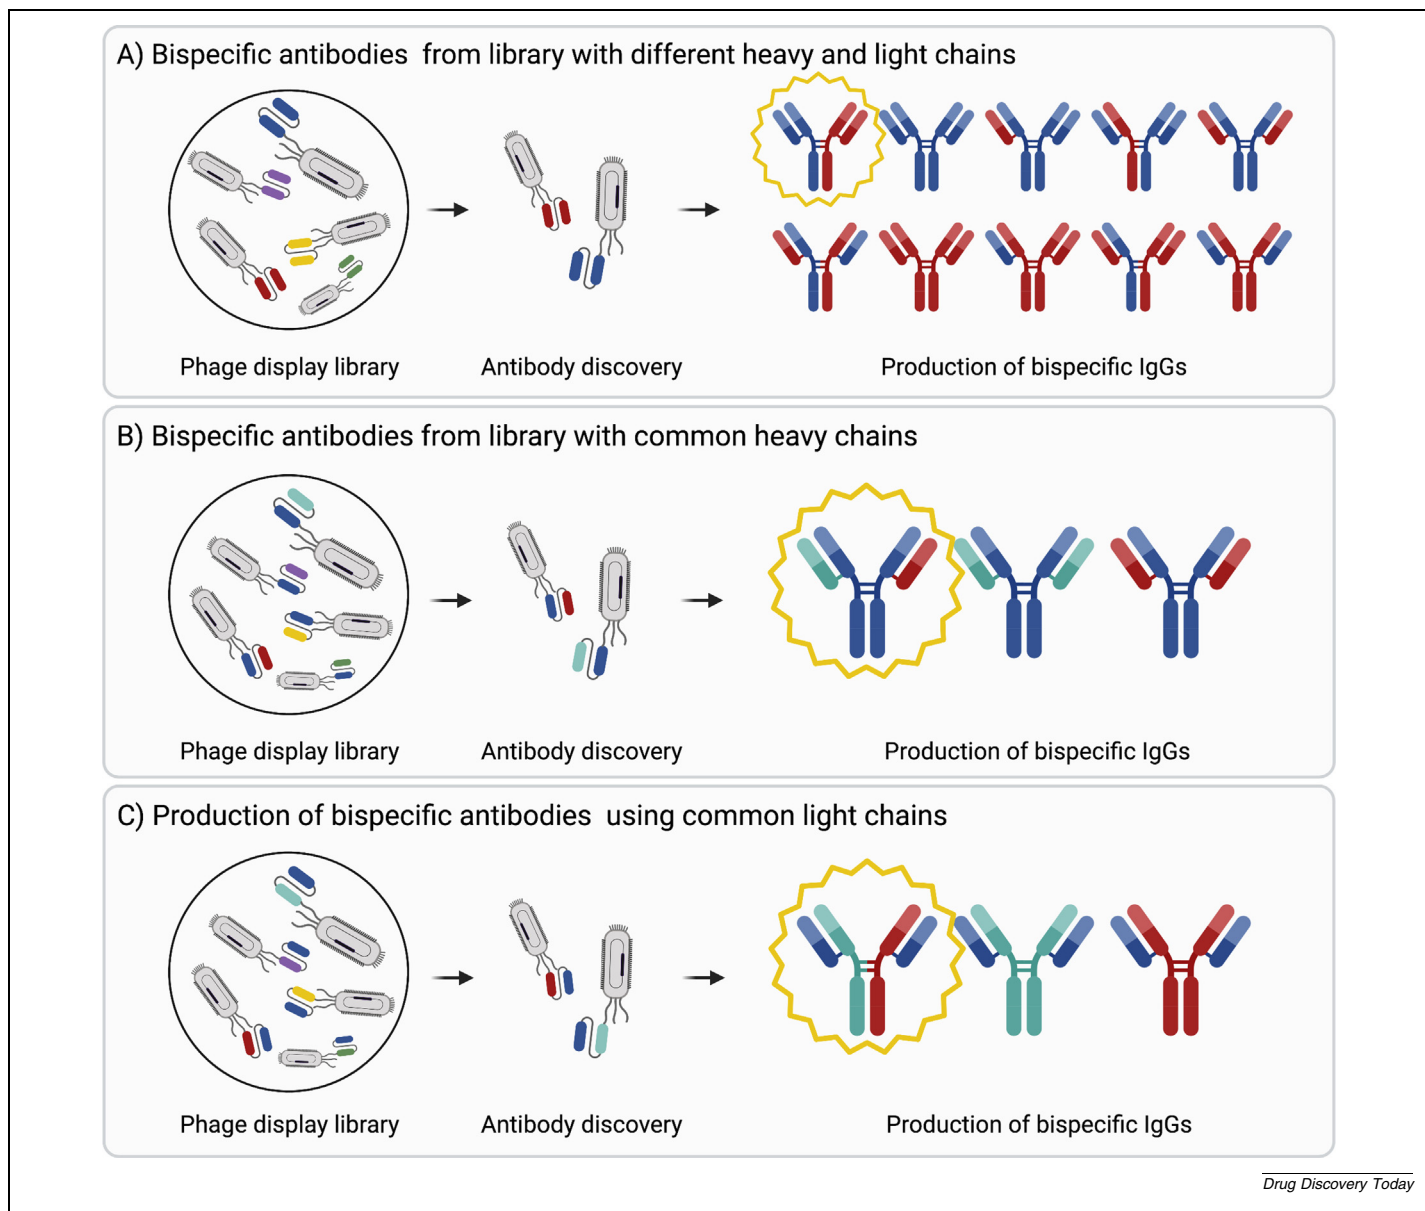 A) Bispecific antibodies from library with different heavy and light chains
Phage display library
Antibody discovery
Production of bispecific IgGs
B) Bispecific antibodies from library with common heavy chains
Phage display library
Antibody discovery
Production of bispecific IgGs
C) Production of bispecific antibodies using common light chains
Phage display library
Antibody discovery
Production of bispecific IgGs
Drug Discovery Today